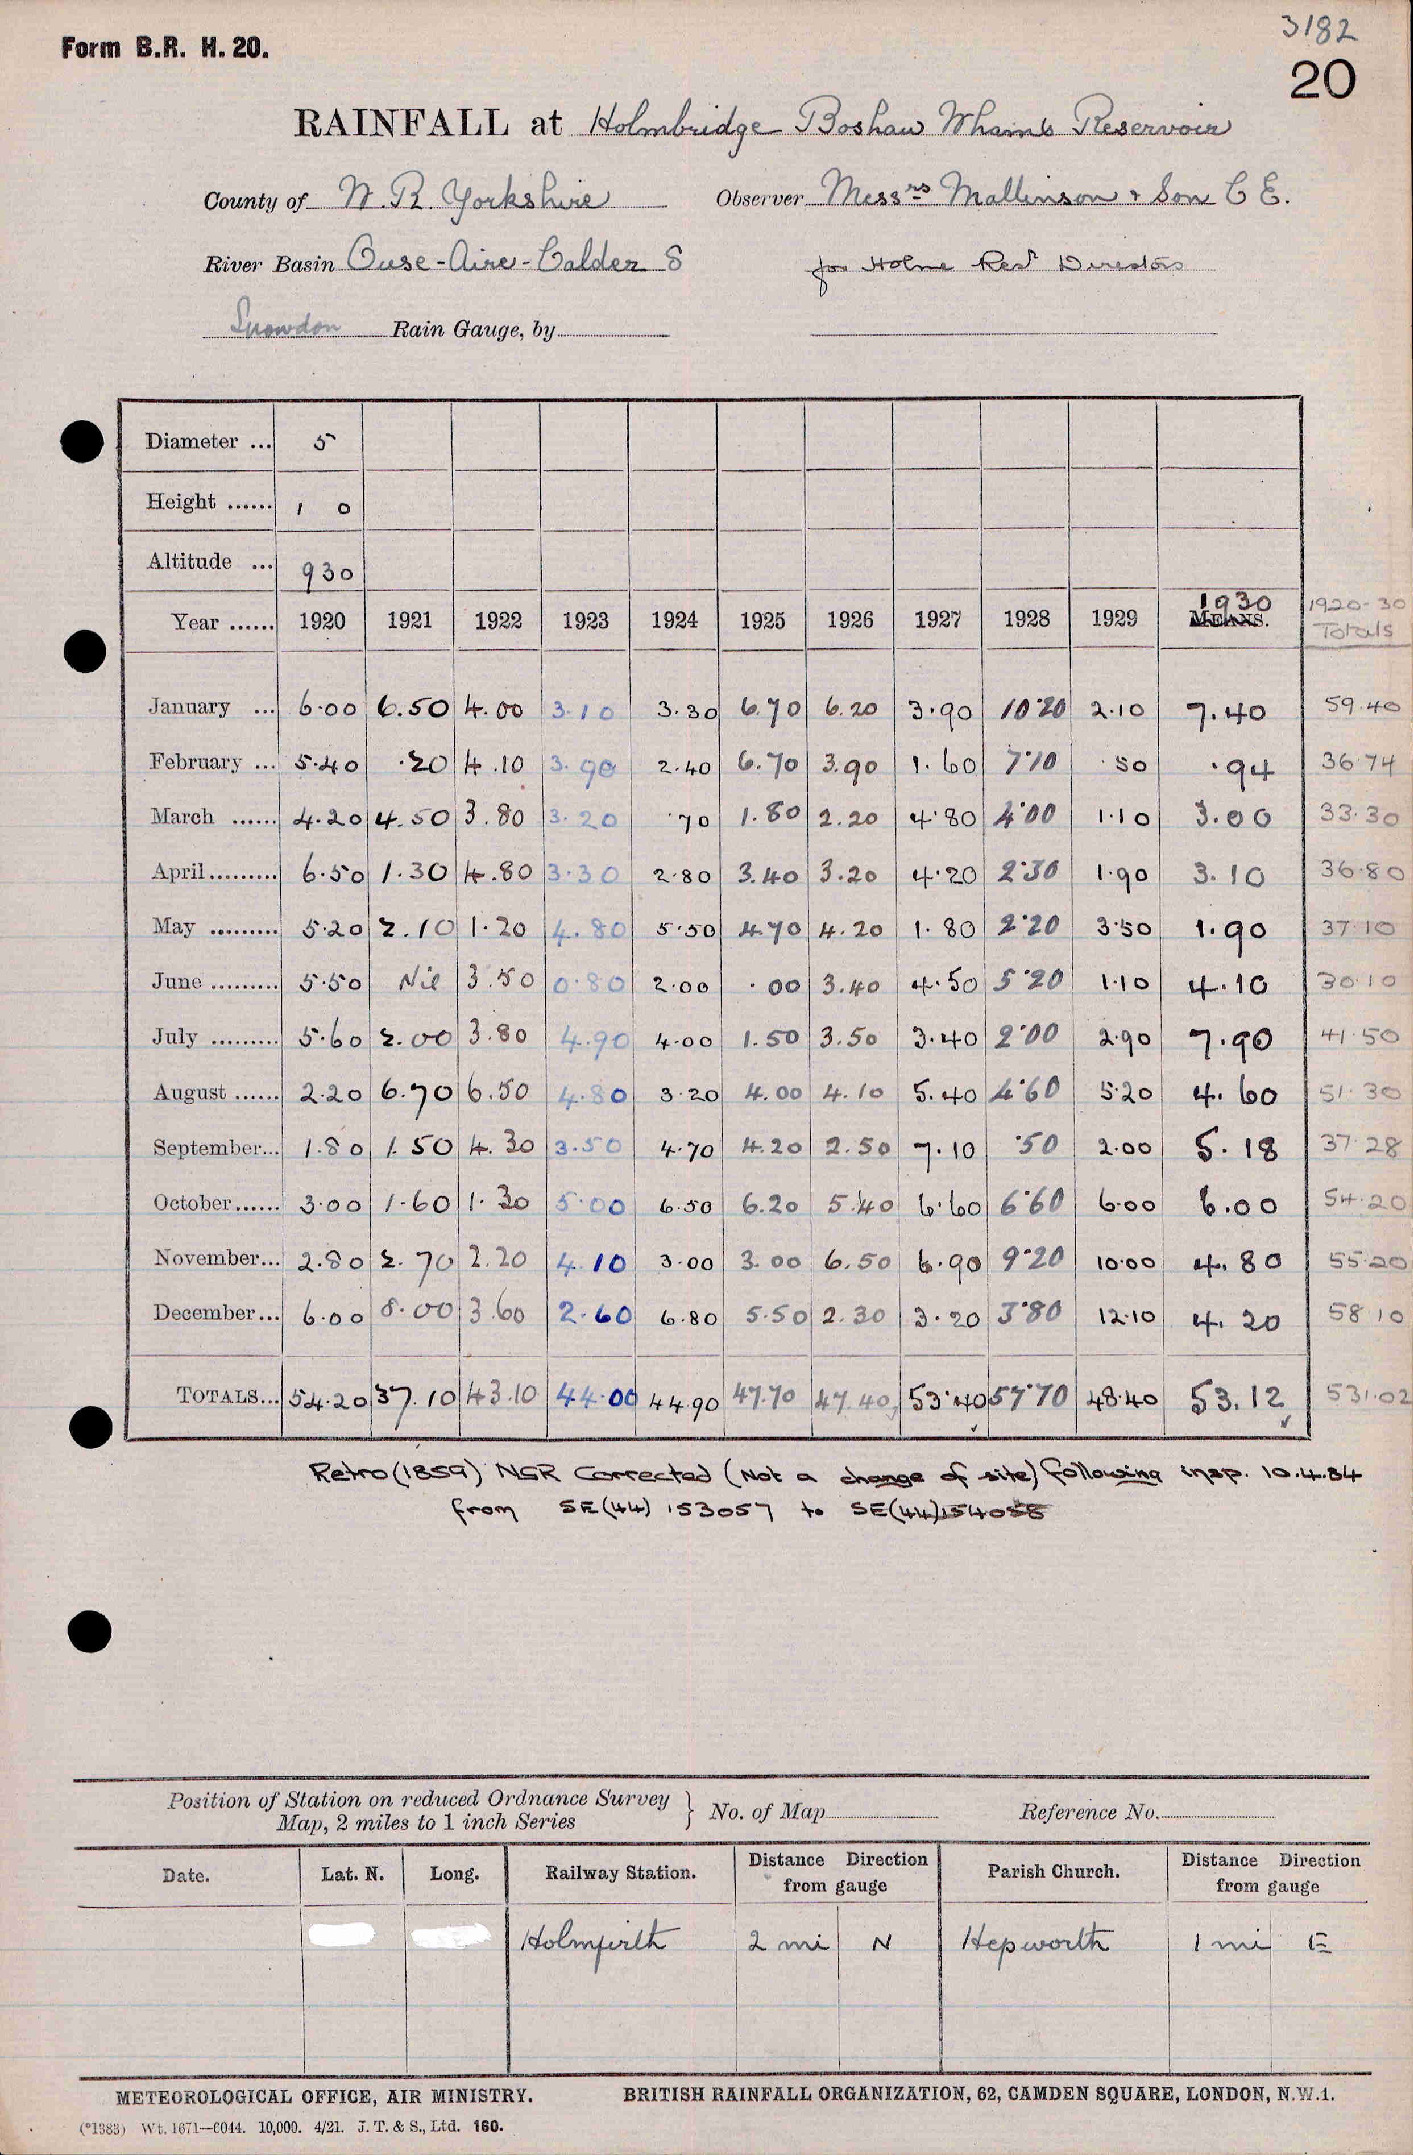 3182
Form B.R. H. 20.
20
RAINFALL at Holmbridge Boshaw Whams Reservoir
County of W. R. Yorkshire Observer Messrs Mallinson & Son C E.
River Basin Ouse - Aire - Calder S for Holme Resr Directors
Snowdon Rain Gauge, by
Diameter ... 5
Height ...... 1 0
Altitude ... 930
Year ...... 1920 1921 1922 1923 1924 1925 1926 1927 1928 1929 1930 MEANS. 1920-30 Totals
January ... 6.00 6.50 4.00 3.10 3.30 6.70 6.20 3.90 10.20 2.10 7.40 59.40
February ... 5.40 .20 4.10 3.90 2.40 6.70 3.90 1.60 7.10 .50 .94 36.74
March ...... 4.20 4.50 3.80 3.20 .70 1.80 2.20 4.80 4.00 1.10 3.00 33.30
April ......... 6.50 1.30 4.80 3.30 2.80 3.40 3.20 4.20 2.30 1.90 3.10 36.80
May ......... 5.20 2.10 1.20 4.80 5.50 4.70 4.20 1.80 2.20 3.50 1.90 37.10
June ......... 5.50 Nil 3.50 0.80 2.00 .00 3.40 4.50 5.20 1.10 4.10 30.10
July ......... 5.60 2.00 3.80 4.90 4.00 1.50 3.50 3.40 2.00 2.90 7.90 41.50
August ...... 2.20 6.70 6.50 4.80 3.20 4.00 4.10 5.40 4.60 5.20 4.60 51.30
September... 1.80 1.50 4.30 3.50 4.70 4.20 2.50 7.10 .50 2.00 5.18 37.28
October ...... 3.00 1.60 1.30 5.00 6.50 6.20 5.40 6.60 6.60 6.00 6.00 54.20
November... 2.80 2.70 2.20 4.10 3.00 3.00 6.50 6.90 9.20 10.00 4.80 55.20
December... 6.00 8.00 3.60 2.60 6.80 5.50 2.30 3.20 3.80 12.10 4.20 58.10
TOTALS... 54.20 37.10 43.10 44.00 44.90 47.70 47.40 53.40 57.70 48.40 53.12 531.02
Retro (1859) NGR Corrected (Not a change of site) following insp. 10.4.84
from SE(44) 153057 to SE(44)154058
Position of Station on reduced Ordnance Survey Map, 2 miles to 1 inch Series } No. of Map Reference No.
Date. Lat. N. Long. Railway Station. Distance Direction from gauge Parish Church. Distance Direction from gauge
Holmfirth 2 mi N Hepworth 1 mi E
METEOROLOGICAL OFFICE, AIR MINISTRY. BRITISH RAINFALL ORGANIZATION, 62, CAMDEN SQUARE, LONDON, N.W.1.
(*1383) Wt. 1671—6044. 10,000. 4/21. J. T. & S., Ltd. 160.